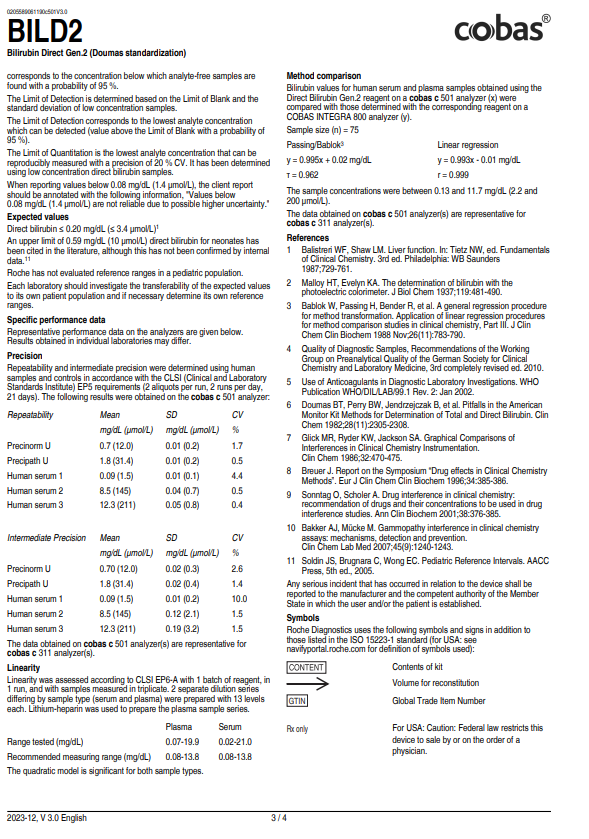 0205589061190c501V3.0
BILD2
cobas®
Bilirubin Direct Gen.2 (Doumas standardization)
corresponds to the concentration below which analyte-free samples are
found with a probability of 95 %.
The Limit of Detection is determined based on the Limit of Blank and the
standard deviation of low concentration samples.
The Limit of Detection corresponds to the lowest analyte concentration
which can be detected (value above the Limit of Blank with a probability of
95 %).
The Limit of Quantitation is the lowest analyte concentration that can be
reproducibly measured with a precision of 20 % CV. It has been determined
using low concentration direct bilirubin samples.
When reporting values below 0.08 mg/dL (1.4 µmol/L), the client report
should be annotated with the following information, "Values below
0.08 mg/dL (1.4 µmol/L) are not reliable due to possible higher uncertainty."
Expected values
Direct bilirubin ≤ 0.20 mg/dL (≤ 3.4 µmol/L)¹
An upper limit of 0.59 mg/dL (10 µmol/L) direct bilirubin for neonates has
been cited in the literature, although this has not been confirmed by internal
data.¹¹
Roche has not evaluated reference ranges in a pediatric population.
Each laboratory should investigate the transferability of the expected values
to its own patient population and if necessary determine its own reference
ranges.
Specific performance data
Representative performance data on the analyzers are given below.
Results obtained in individual laboratories may differ.
Precision
Repeatability and intermediate precision were determined using human
samples and controls in accordance with the CLSI (Clinical and Laboratory
Standards Institute) EP5 requirements (2 aliquots per run, 2 runs per day,
21 days). The following results were obtained on the cobas c 501 analyzer:
Repeatability Mean SD CV
mg/dL (µmol/L) mg/dL (µmol/L) %
Precinorm U 0.7 (12.0) 0.01 (0.2) 1.7
Precipath U 1.8 (31.4) 0.01 (0.2) 0.5
Human serum 1 0.09 (1.5) 0.01 (0.1) 4.4
Human serum 2 8.5 (145) 0.04 (0.7) 0.5
Human serum 3 12.3 (211) 0.05 (0.8) 0.4
Intermediate Precision Mean SD CV
mg/dL (µmol/L) mg/dL (µmol/L) %
Precinorm U 0.70 (12.0) 0.02 (0.3) 2.6
Precipath U 1.8 (31.4) 0.02 (0.4) 1.4
Human serum 1 0.09 (1.5) 0.01 (0.2) 10.0
Human serum 2 8.5 (145) 0.12 (2.1) 1.5
Human serum 3 12.3 (211) 0.19 (3.2) 1.5
The data obtained on cobas c 501 analyzer(s) are representative for
cobas c 311 analyzer(s).
Linearity
Linearity was assessed according to CLSI EP6-A with 1 batch of reagent, in
1 run, and with samples measured in triplicate. 2 separate dilution series
differing by sample type (serum and plasma) were prepared with 13 levels
each. Lithium-heparin was used to prepare the plasma sample series.
Plasma Serum
Range tested (mg/dL) 0.07-19.9 0.02-21.0
Recommended measuring range (mg/dL) 0.08-13.8 0.08-13.8
The quadratic model is significant for both sample types.
Method comparison
Bilirubin values for human serum and plasma samples obtained using the
Direct Bilirubin Gen.2 reagent on a cobas c 501 analyzer (x) were
compared with those determined with the corresponding reagent on a
COBAS INTEGRA 800 analyzer (y).
Sample size (n) = 75
Passing/Bablok³ Linear regression
y = 0.995x + 0.02 mg/dL y = 0.993x - 0.01 mg/dL
τ = 0.962 r = 0.999
The sample concentrations were between 0.13 and 11.7 mg/dL (2.2 and
200 µmol/L).
The data obtained on cobas c 501 analyzer(s) are representative for
cobas c 311 analyzer(s).
References
1 Balistreri WF, Shaw LM. Liver function. In: Tietz NW, ed. Fundamentals
of Clinical Chemistry. 3rd ed. Philadelphia: WB Saunders
1987;729-761.
2 Malloy HT, Evelyn KA. The determination of bilirubin with the
photoelectric colorimeter. J Biol Chem 1937;119:481-490.
3 Bablok W, Passing H, Bender R, et al. A general regression procedure
for method transformation. Application of linear regression procedures
for method comparison studies in clinical chemistry, Part III. J Clin
Chem Clin Biochem 1988 Nov;26(11):783-790.
4 Quality of Diagnostic Samples, Recommendations of the Working
Group on Preanalytical Quality of the German Society for Clinical
Chemistry and Laboratory Medicine, 3rd completely revised ed. 2010.
5 Use of Anticoagulants in Diagnostic Laboratory Investigations. WHO
Publication WHO/DIL/LAB/99.1 Rev. 2: Jan 2002.
6 Doumas BT, Perry BW, Jendrzejczak B, et al. Pitfalls in the American
Monitor Kit Methods for Determination of Total and Direct Bilirubin. Clin
Chem 1982;28(11):2305-2308.
7 Glick MR, Ryder KW, Jackson SA. Graphical Comparisons of
Interferences in Clinical Chemistry Instrumentation.
Clin Chem 1986;32:470-475.
8 Breuer J. Report on the Symposium "Drug effects in Clinical Chemistry
Methods". Eur J Clin Chem Clin Biochem 1996;34:385-386.
9 Sonntag O, Scholer A. Drug interference in clinical chemistry:
recommendation of drugs and their concentrations to be used in drug
interference studies. Ann Clin Biochem 2001;38:376-385.
10 Bakker AJ, Mücke M. Gammopathy interference in clinical chemistry
assays: mechanisms, detection and prevention.
Clin Chem Lab Med 2007;45(9):1240-1243.
11 Soldin JS, Brugnara C, Wong EC. Pediatric Reference Intervals. AACC
Press, 5th ed., 2005.
Any serious incident that has occurred in relation to the device shall be
reported to the manufacturer and the competent authority of the Member
State in which the user and/or the patient is established.
Symbols
Roche Diagnostics uses the following symbols and signs in addition to
those listed in the ISO 15223-1 standard (for USA: see
navifyportal.roche.com for definition of symbols used):
CONTENT Contents of kit
Volume for reconstitution
GTIN Global Trade Item Number
Rx only For USA: Caution: Federal law restricts this
device to sale by or on the order of a
physician.
2023-12, V 3.0 English 3 / 4